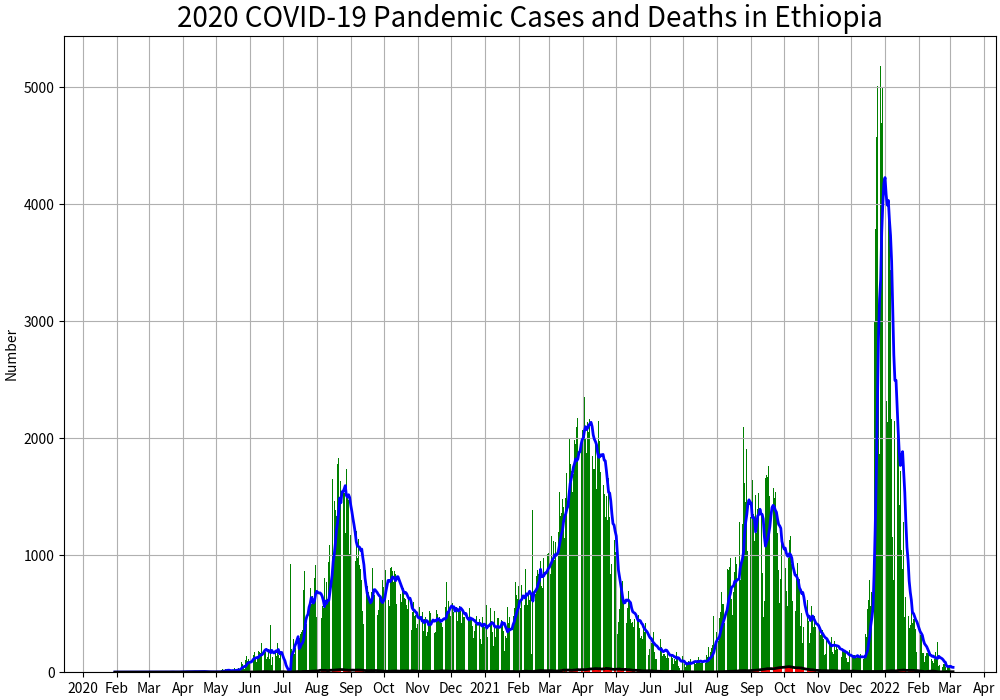 2020 COVID-19 Pandemic Cases and Deaths in Ethiopia
5000
4000
3000
2000
1000
0
Number
2020 Feb Mar Apr May Jun Jul Aug Sep Oct Nov Dec 2021 Feb Mar Apr May Jun Jul Aug Sep Oct Nov Dec 2022 Feb Mar Apr